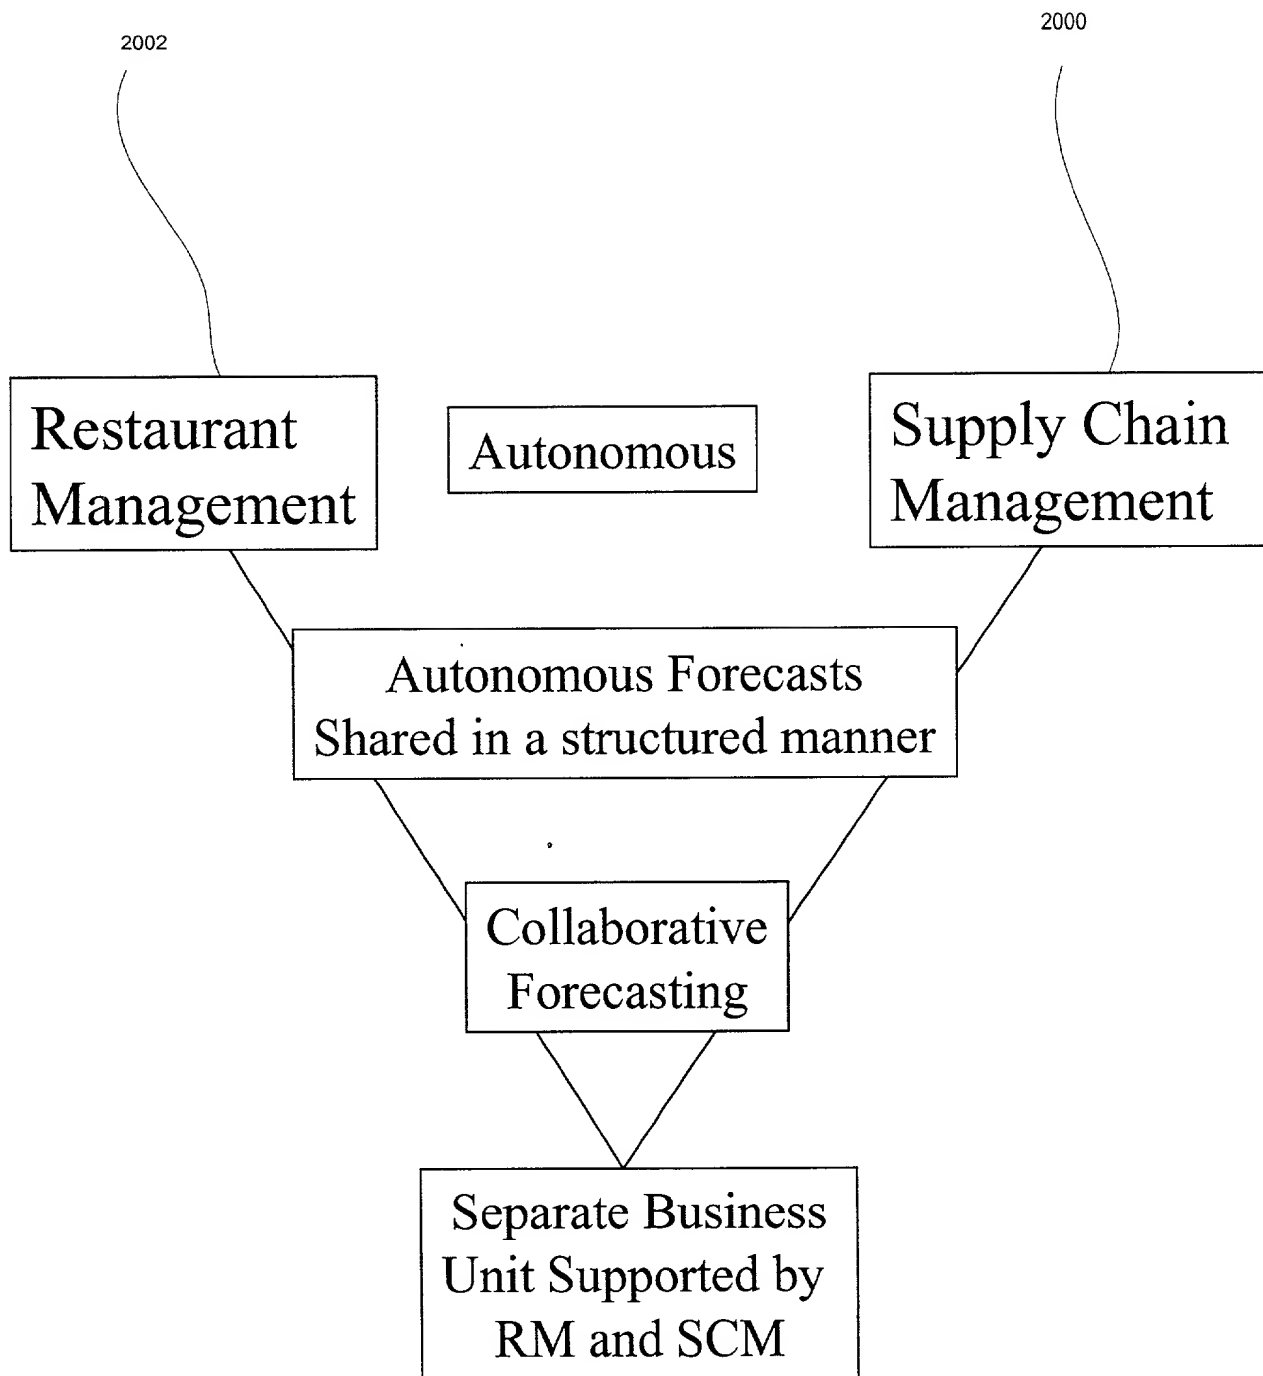 2002
2000
Restaurant
Management
Autonomous
Supply Chain
Management
Autonomous Forecasts
Shared in a structured manner
Collaborative
Forecasting
Separate Business
Unit Supported by
RM and SCM